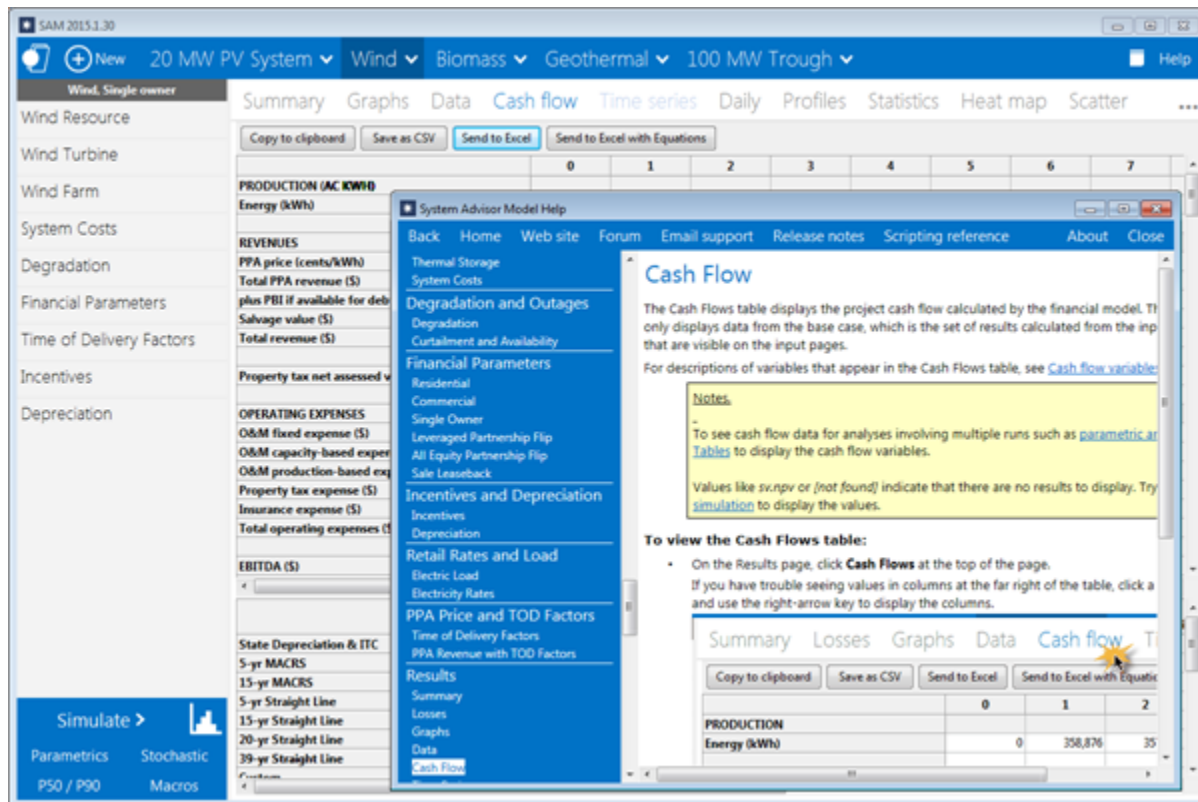 SAM 2015.1.30
New 20 MW PV System Wind Biomass Geothermal 100 MW Trough Help
Wind, Single owner
Wind Resource
Wind Turbine
Wind Farm
System Costs
Degradation
Financial Parameters
Time of Delivery Factors
Incentives
Depreciation
Simulate >
Parametrics Stochastic
P50 / P90 Macros
Summary Graphs Data Cash flow Time series Daily Profiles Statistics Heat map Scatter ...
Copy to clipboard Save as CSV Send to Excel Send to Excel with Equations
0 1 2 3 4 5 6 7
PRODUCTION (AC KWH)
Energy (kWh)
REVENUES
PPA price (cents/kWh)
Total PPA revenue ($)
plus PBI if available for deb
Salvage value ($)
Total revenue ($)
Property tax net assessed v
OPERATING EXPENSES
O&M fixed expense ($)
O&M capacity-based exper
O&M production-based exp
Property tax expense ($)
Insurance expense ($)
Total operating expenses ($
EBITDA ($)
State Depreciation & ITC
5-yr MACRS
15-yr MACRS
5-yr Straight Line
15-yr Straight Line
20-yr Straight Line
39-yr Straight Line
System Advisor Model Help
Back Home Web site Forum Email support Release notes Scripting reference About Close
Thermal Storage
System Costs
Degradation and Outages
Degradation
Curtailment and Availability
Financial Parameters
Residential
Commercial
Single Owner
Leveraged Partnership Flip
All Equity Partnership Flip
Sale Leaseback
Incentives and Depreciation
Incentives
Depreciation
Retail Rates and Load
Electric Load
Electricity Rates
PPA Price and TOD Factors
Time of Delivery Factors
PPA Revenue with TOD Factors
Results
Summary
Losses
Graphs
Data
Cash Flow
Cash Flow
The Cash Flows table displays the project cash flow calculated by the financial model. Th
only displays data from the base case, which is the set of results calculated from the inp
that are visible on the input pages.
For descriptions of variables that appear in the Cash Flows table, see Cash flow variable
Notes.
To see cash flow data for analyses involving multiple runs such as parametric an
Tables to display the cash flow variables.
Values like sv.npv or [not found] indicate that there are no results to display. Try
simulation to display the values.
To view the Cash Flows table:
• On the Results page, click Cash Flows at the top of the page.
If you have trouble seeing values in columns at the far right of the table, click a
and use the right-arrow key to display the columns.
Summary Losses Graphs Data Cash flow Ti
Copy to clipboard Save as CSV Send to Excel Send to Excel with Equatic
0 1 2
PRODUCTION
Energy (kWh) 0 358,876 35